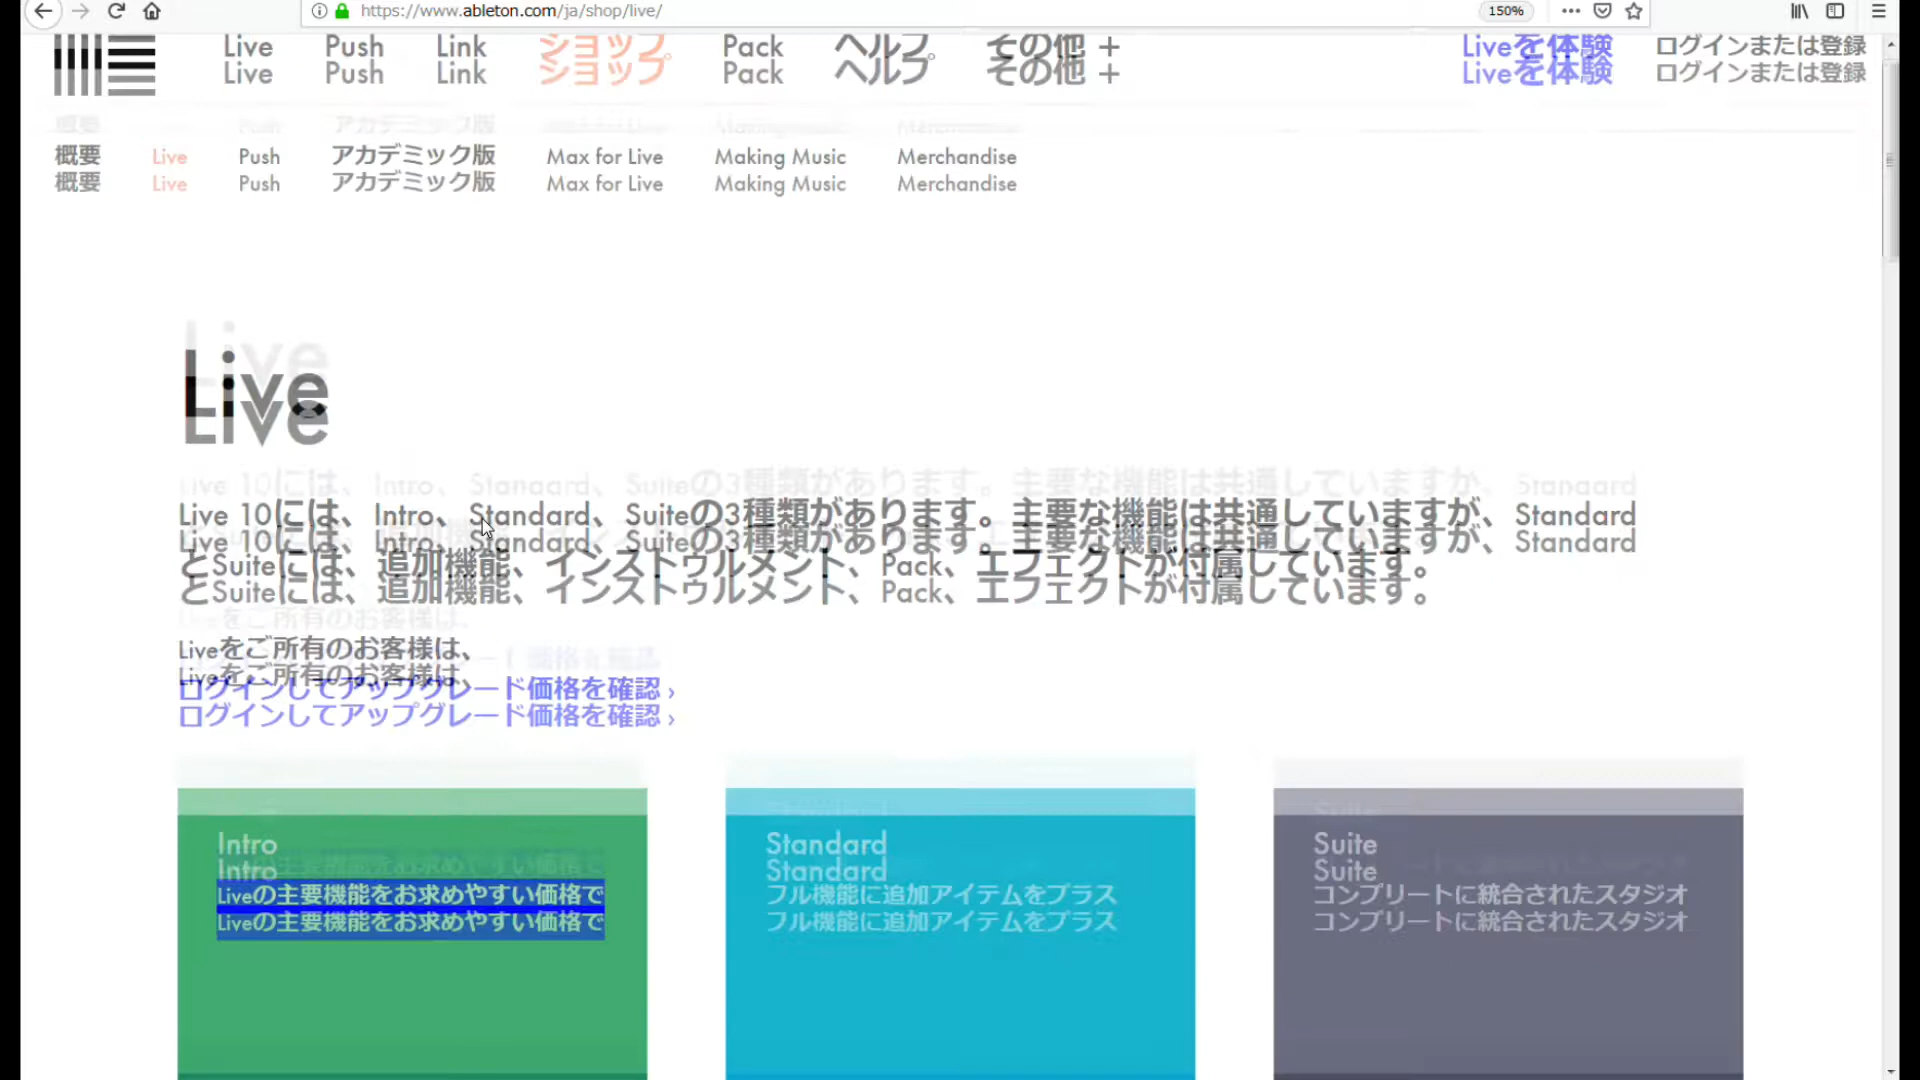 https://www.ableton.com/ja/shop/live/
150%
Live Push Link ショップ Pack ヘルプ その他 + Liveを体験 ログインまたは登録
概要 Live Push アカデミック版 Max for Live Making Music Merchandise
Live
Live 10には、Intro、Standard、Suiteの3種類があります。主要な機能は共通していますが、Standard
とSuiteには、追加機能、インストゥルメント、Pack、エフェクトが付属しています。
Liveをご所有のお客様は、
ログインしてアップグレード価格を確認 ›
Intro
Liveの主要機能をお求めやすい価格で
Standard
フル機能に追加アイテムをプラス
Suite
コンプリートに統合されたスタジオ